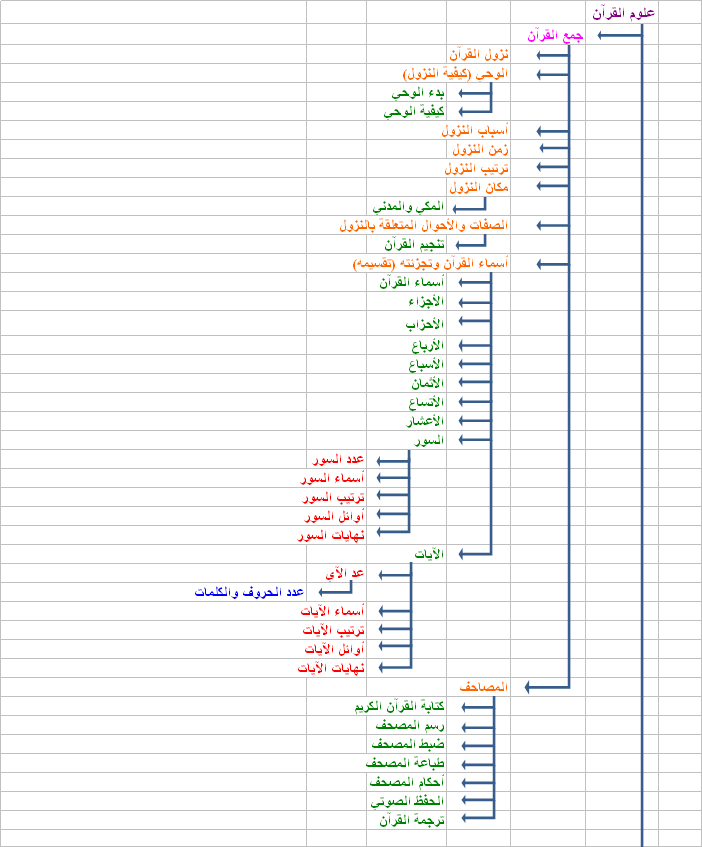 علوم القرآن
جمع القرآن
نزول القرآن
الوحي (كيفية النزول)
بدء الوحي
كيفية الوحي
أسباب النزول
زمن النزول
ترتيب النزول
مكان النزول
المكي والمدني
الصفات والأحوال المتعلقة بالنزول
تنجيم القرآن
أسماء القرآن وتجزئته (تقسيمه)
أسماء القرآن
الأجزاء
الأحزاب
الأرباع
الأسباع
الأثمان
الأتساع
الأعشار
السور
عدد السور
أسماء السور
ترتيب السور
أوائل السور
نهايات السور
الآيات
عد الآي
عدد الحروف والكلمات
أسماء الآيات
ترتيب الآيات
أوائل الآيات
نهايات الآيات
المصاحف
كتابة القرآن الكريم
رسم المصحف
ضبط المصحف
طباعة المصحف
أحكام المصحف
الحفظ الصوتي
ترجمة القرآن